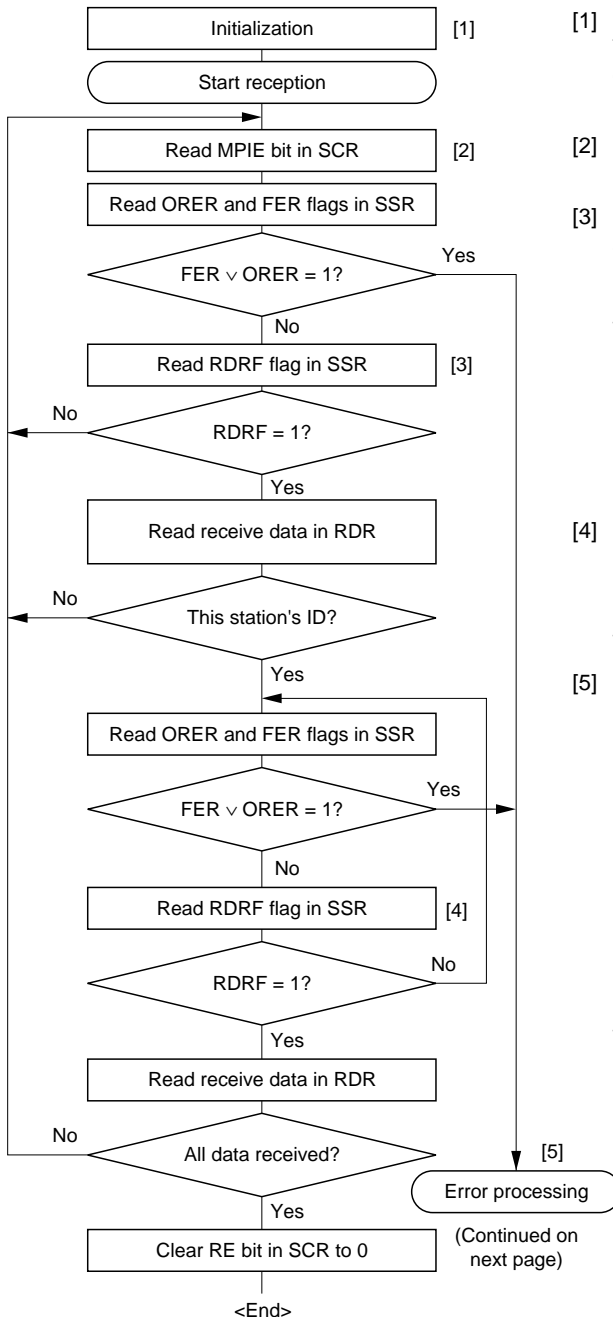 Initialization
[1]
[1]
Start reception
Read MPIE bit in SCR
[2]
[2]
Read ORER and FER flags in SSR
[3]
Yes
FER ∨ ORER = 1?
No
Read RDRF flag in SSR
[3]
No
RDRF = 1?
Yes
Read receive data in RDR
[4]
No
This station's ID?
Yes
[5]
Read ORER and FER flags in SSR
Yes
FER ∨ ORER = 1?
No
Read RDRF flag in SSR
[4]
No
RDRF = 1?
Yes
Read receive data in RDR
No
All data received?
[5]
Error processing
Yes
(Continued on
next page)
Clear RE bit in SCR to 0
<End>